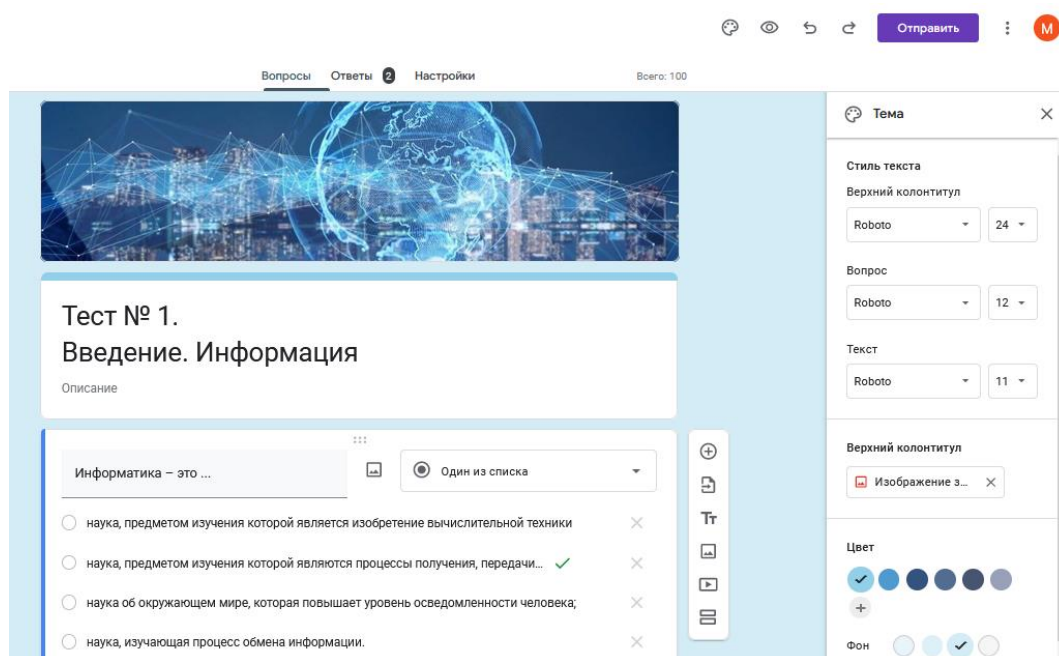 Отправить
М
Вопросы Ответы 2 Настройки Всего: 100
Тема
Стиль текста
Верхний колонтитул
Roboto 24
Вопрос
Roboto 12
Текст
Roboto 11
Верхний колонтитул
Изображение з...
Цвет
Фон
Тест № 1.
Введение. Информация
Описание
Информатика – это ...
Один из списка
наука, предметом изучения которой является изобретение вычислительной техники
наука, предметом изучения которой являются процессы получения, передачи...
наука об окружающем мире, которая повышает уровень осведомленности человека;
наука, изучающая процесс обмена информации.
Тт